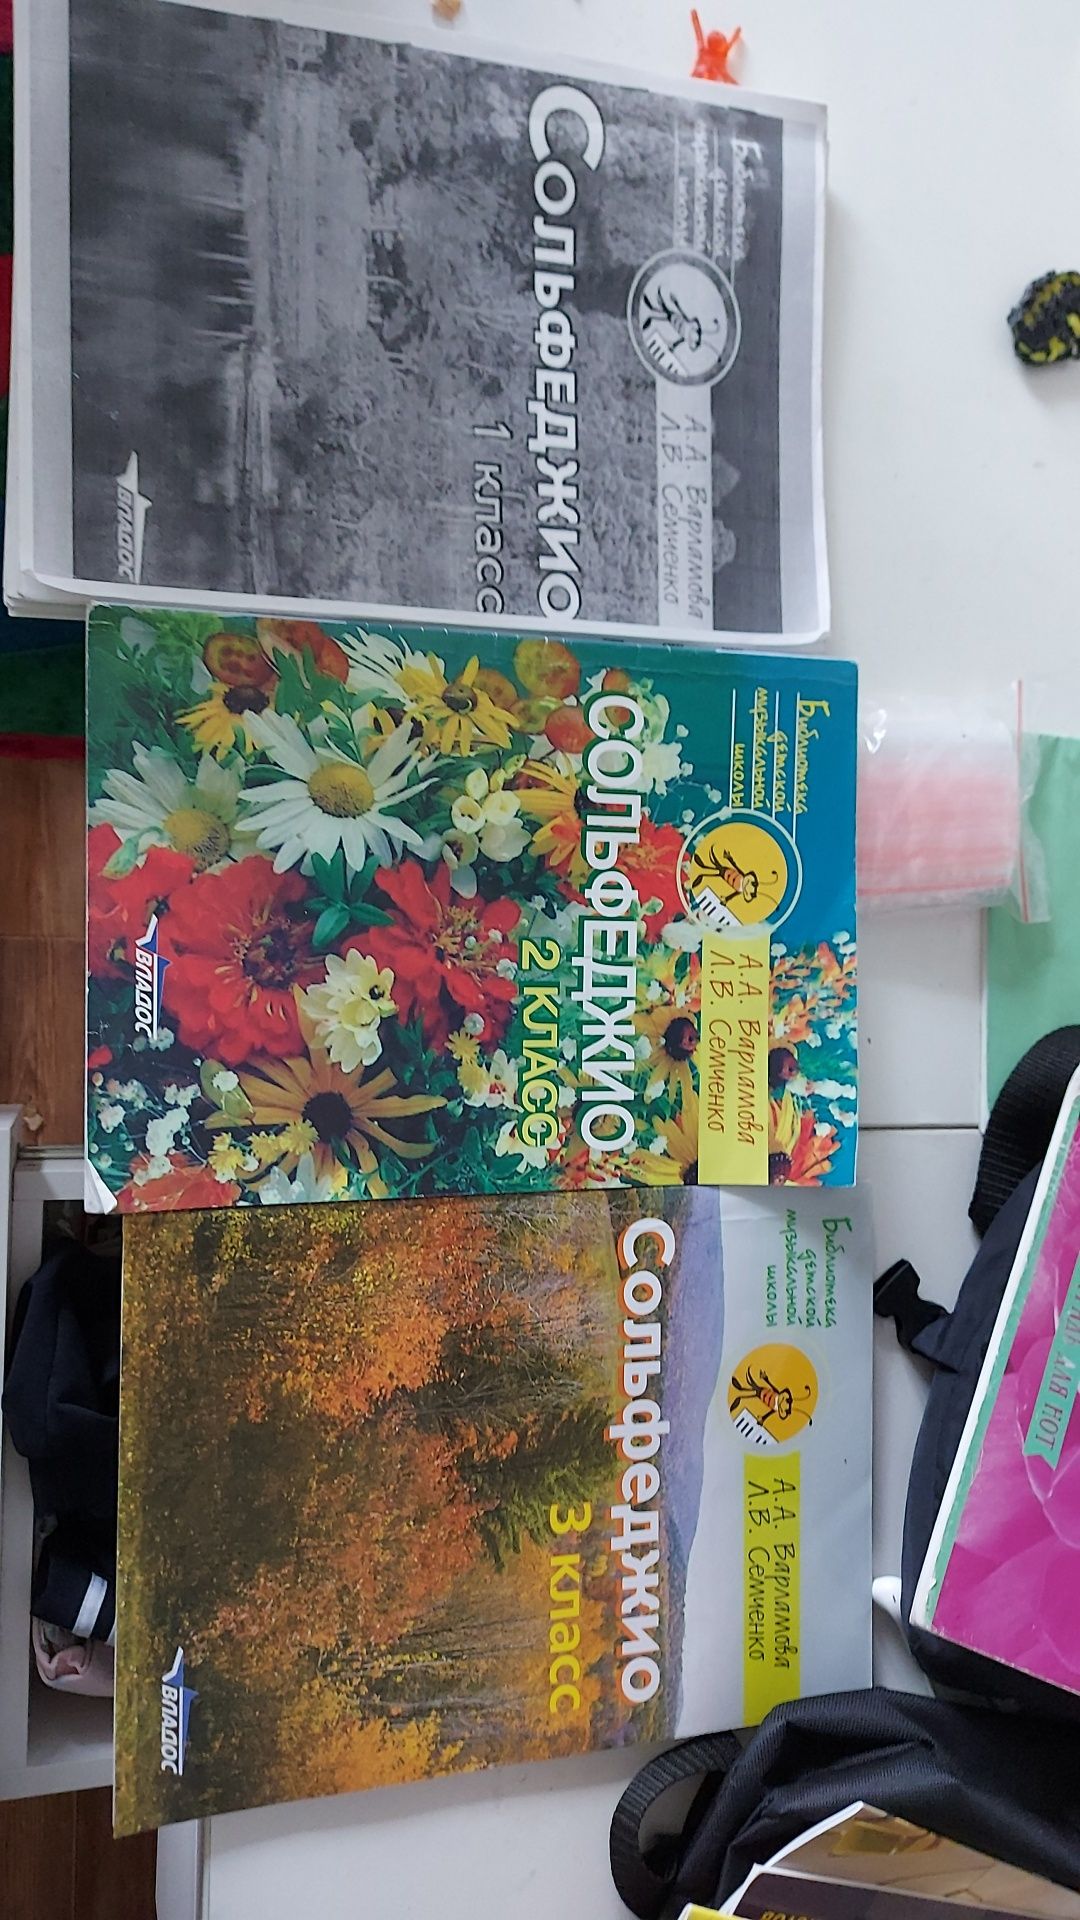 Библиотека
детской
музыкальной
школы
А.А. Варламова
Л.В. Семченко
Сольфеджио
1 класс
ВЛАДОС
Библиотека
детской
музыкальной
школы
А.А. Варламова
Л.В. Семченко
СОЛЬФЕДЖИО
2 КЛАСС
ВЛАДОС
Библиотека
детской
музыкальной
школы
А.А. Варламова
Л.В. Семченко
Сольфеджио
3 класс
ВЛАДОС
ДЛЯ НОТ